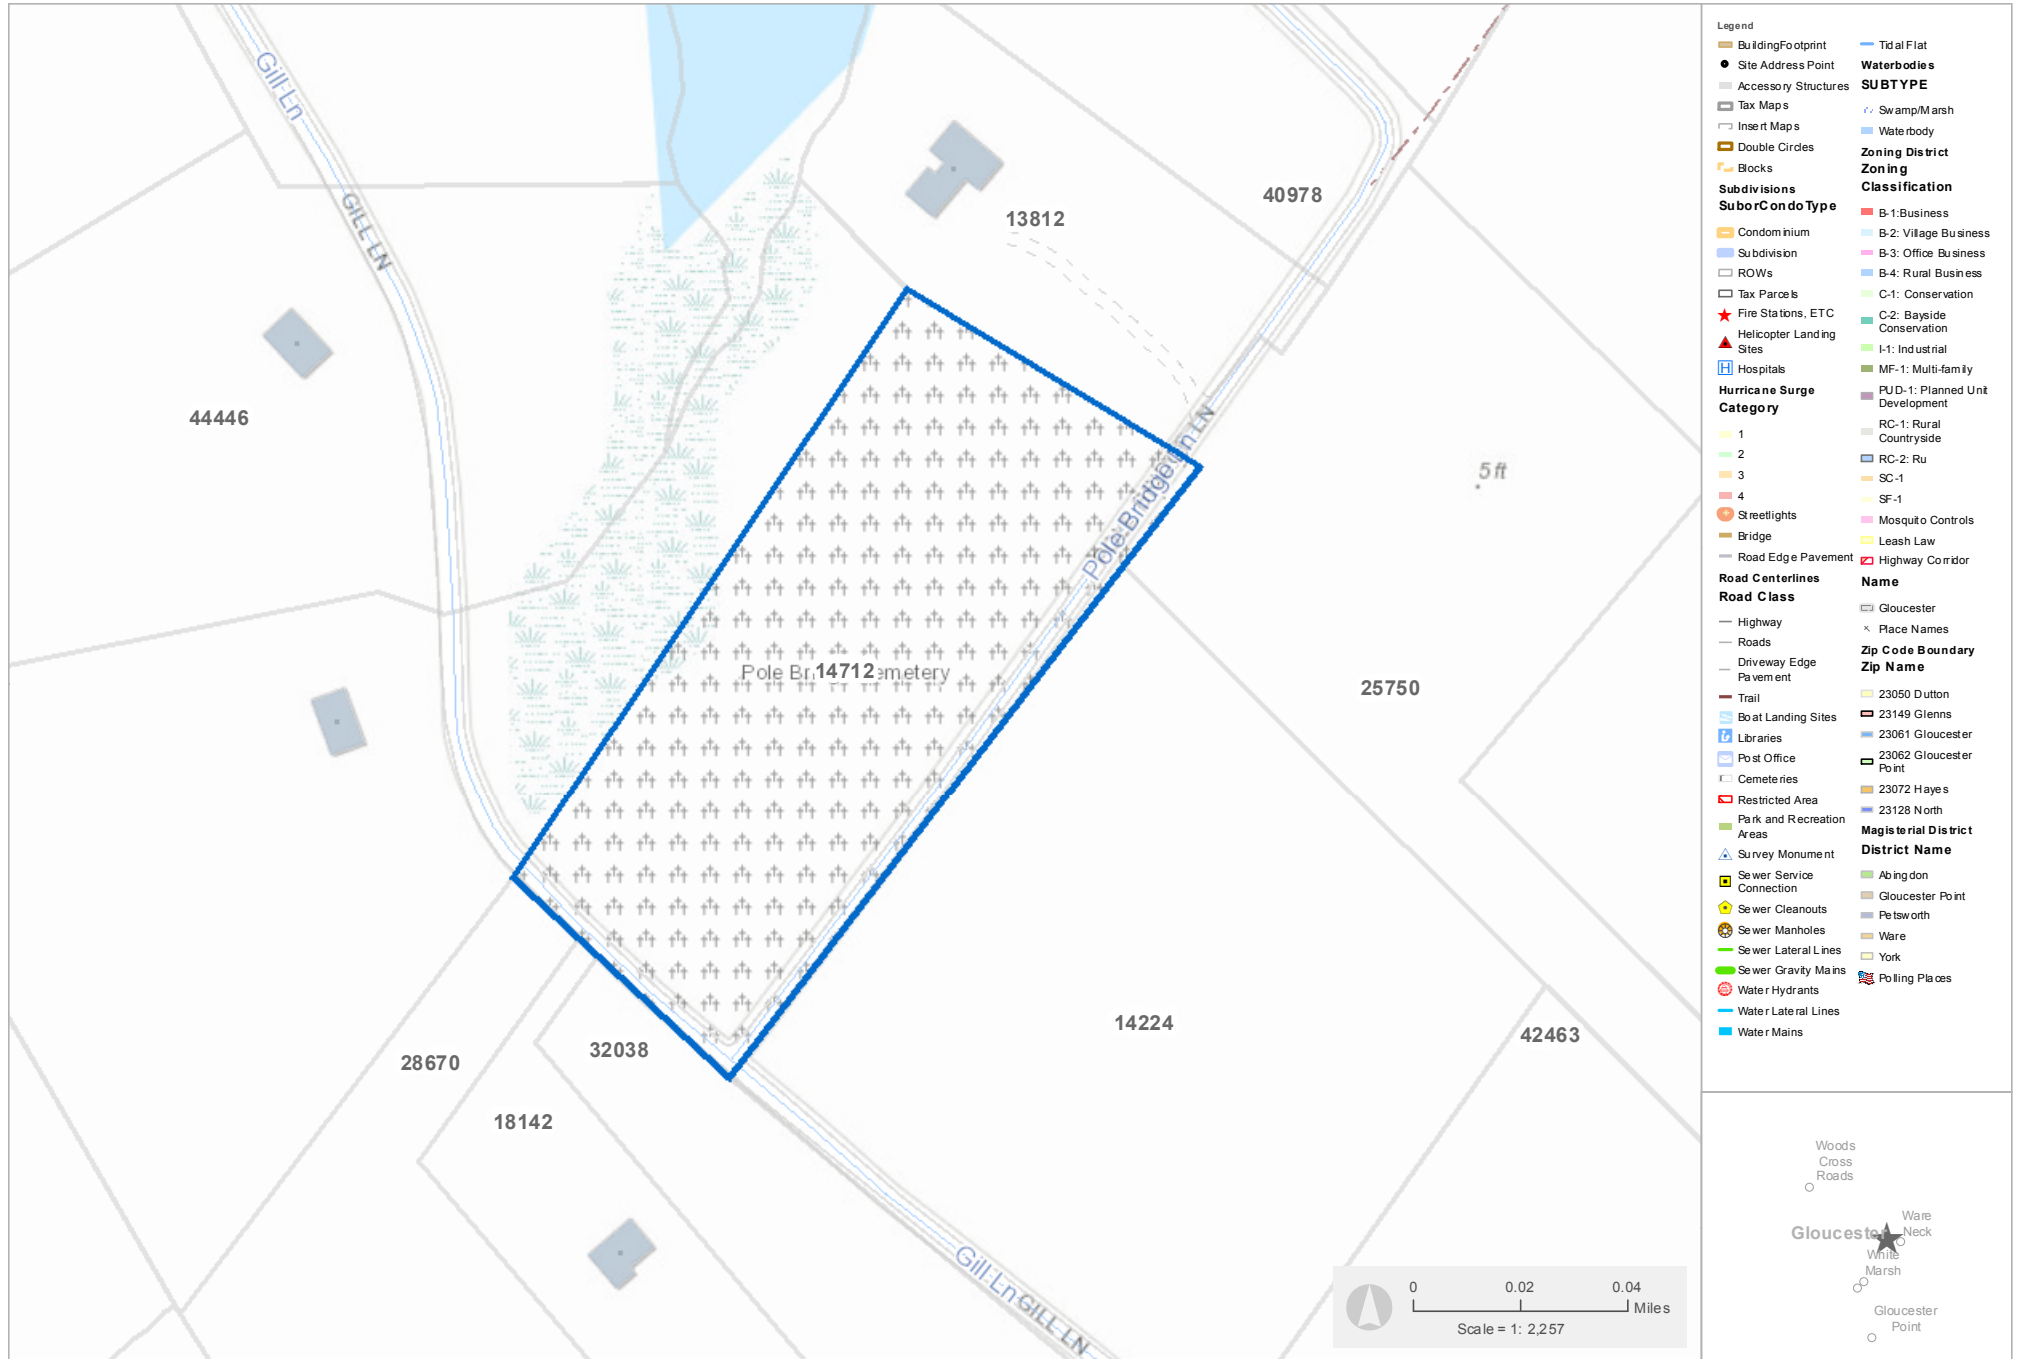 Gill Ln
GILL LN
13812
40978
44446
Pole Bridge Ln LN
5 ft
14712
25750
14224
42463
28670
32038
18142
Gill Ln
GILL LN
0 0.02 0.04
Miles
Scale = 1: 2,257
Legend
BuildingFootprint
Site Address Point
Accessory Structures
Tax Maps
Insert Maps
Double Circles
Blocks
Subdivisions
SuborCondoType
Condominium
Subdivision
ROWs
Tax Parcels
Fire Stations, ETC
Helicopter Landing
Sites
Hospitals
Hurricane Surge
Category
1
2
3
4
Streetlights
Bridge
Road Edge Pavement
Road Centerlines
Road Class
Highway
Roads
Driveway Edge
Pavement
Trail
Boat Landing Sites
Libraries
Post Office
Cemeteries
Restricted Area
Park and Recreation
Areas
Survey Monument
Sewer Service
Connection
Sewer Cleanouts
Sewer Manholes
Sewer Lateral Lines
Sewer Gravity Mains
Water Hydrants
Water Lateral Lines
Water Mains
Tidal Flat
Waterbodies
SUBTYPE
Swamp/Marsh
Waterbody
Zoning District
Zoning
Classification
B-1:Business
B-2: Village Business
B-3: Office Business
B-4: Rural Business
C-1: Conservation
C-2: Bayside
Conservation
I-1: Industrial
MF-1: Multi-family
PUD-1: Planned Unit
Development
RC-1: Rural
Countryside
RC-2: Ru
SC-1
SF-1
Mosquito Controls
Leash Law
Highway Corridor
Name
Gloucester
Place Names
Zip Code Boundary
Zip Name
23050 Dutton
23149 Glenns
23061 Gloucester
23062 Gloucester
Point
23072 Hayes
23128 North
Magisterial District
District Name
Abingdon
Gloucester Point
Petsworth
Ware
York
Polling Places
Woods
Cross
Roads
Ware
Neck
Gloucester
White
Marsh
Gloucester
Point